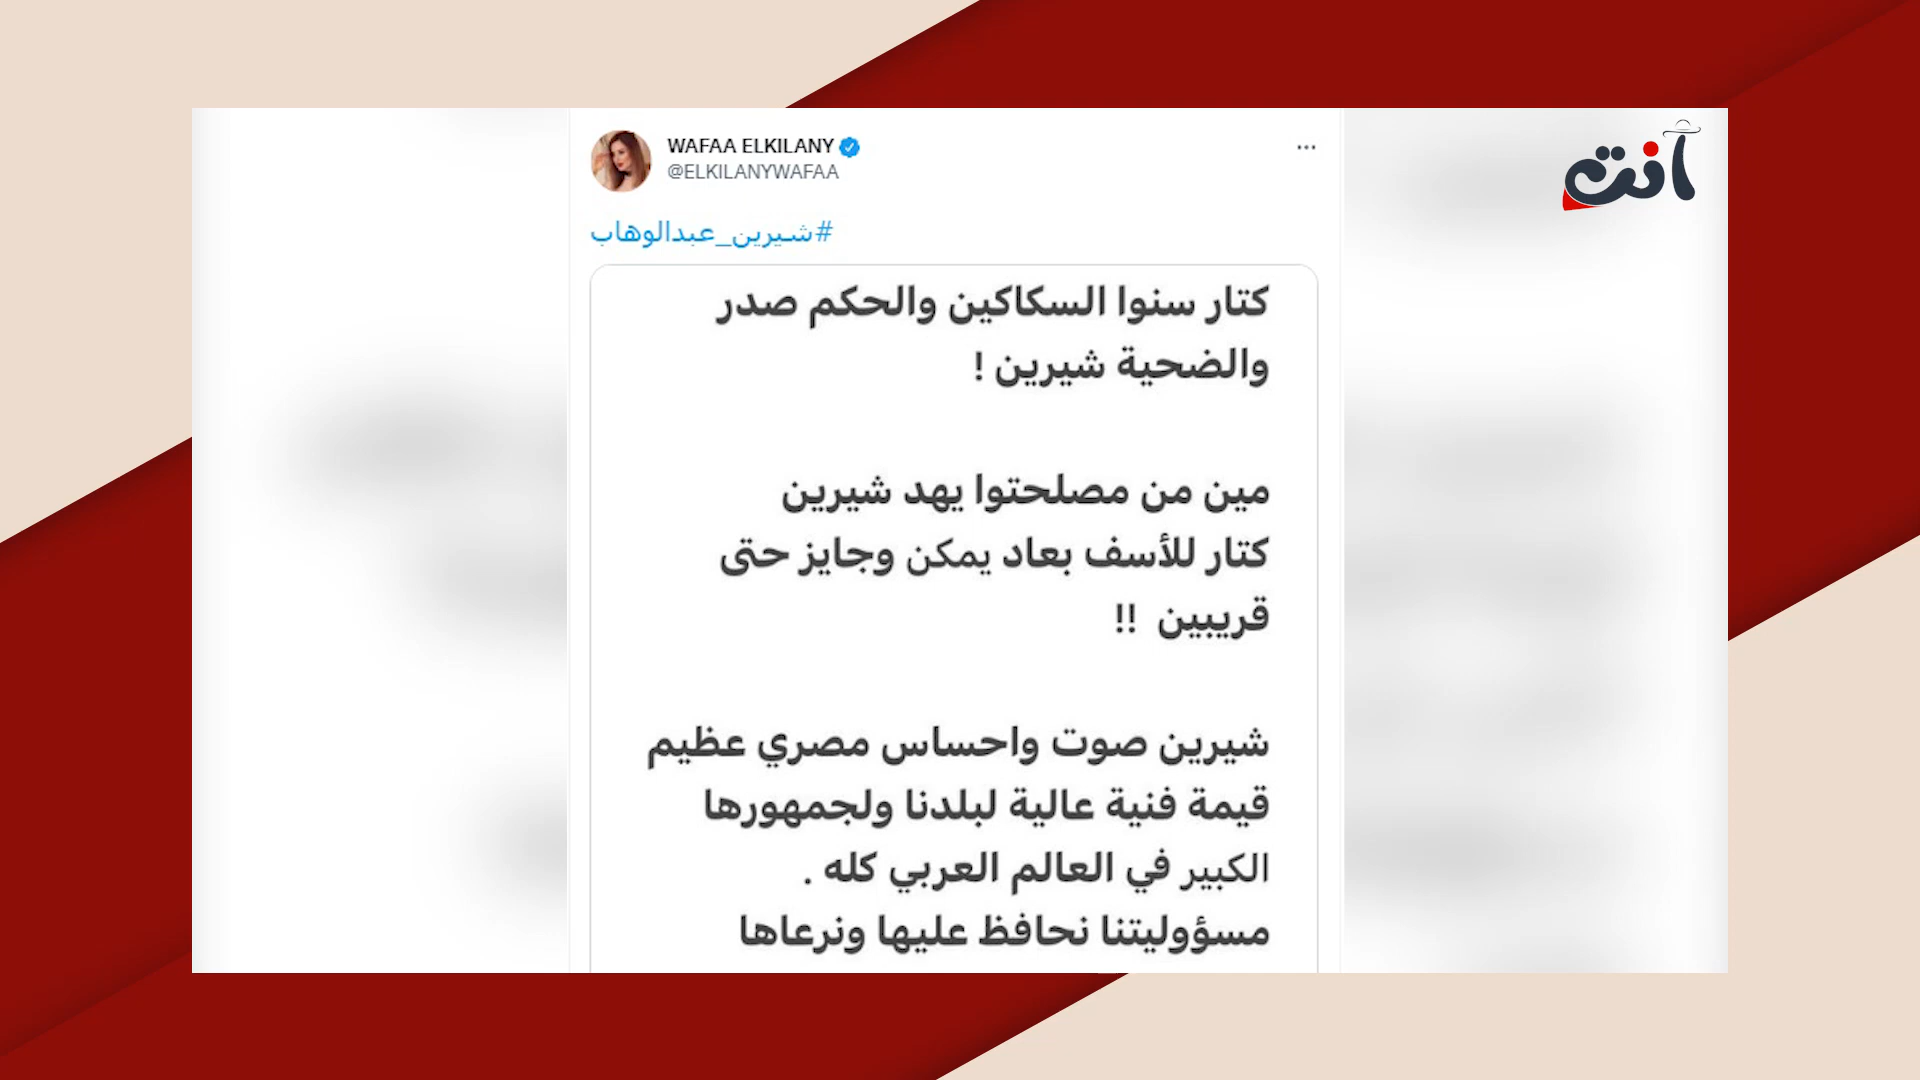 آنت
WAFAA ELKILANY
@ELKILANYWAFAA
#شيرين_عبدالوهاب
كتار سنوا السكاكين والحكم صدر
والضحية شيرين !
مين من مصلحتوا يهد شيرين
كتار للأسف بعاد يمكن وجايز حتى
قريبين !!
شيرين صوت واحساس مصري عظيم
قيمة فنية عالية لبلدنا ولجمهورها
الكبير في العالم العربي كله .
مسؤوليتنا نحافظ عليها ونرعاها